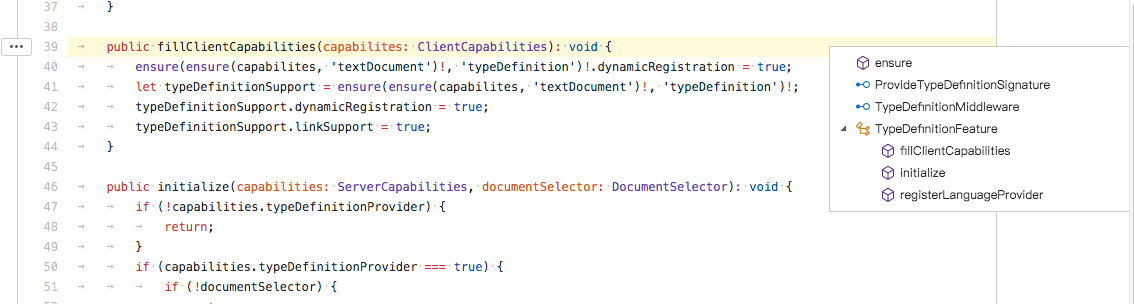 37 }
38
39 public fillClientCapabilities(capabilites: ClientCapabilities): void {
40 ensure(ensure(capabilites, 'textDocument')!, 'typeDefinition')!.dynamicRegistration = true;
41 let typeDefinitionSupport = ensure(ensure(capabilites, 'textDocument')!, 'typeDefinition')!;
42 typeDefinitionSupport.dynamicRegistration = true;
43 typeDefinitionSupport.linkSupport = true;
44 }
45
46 public initialize(capabilities: ServerCapabilities, documentSelector: DocumentSelector): void {
47 if (!capabilities.typeDefinitionProvider) {
48 return;
49 }
50 if (capabilities.typeDefinitionProvider === true) {
51 if (!documentSelector) {
ensure
ProvideTypeDefinitionSignature
TypeDefinitionMiddleware
TypeDefinitionFeature
fillClientCapabilities
initialize
registerLanguageProvider